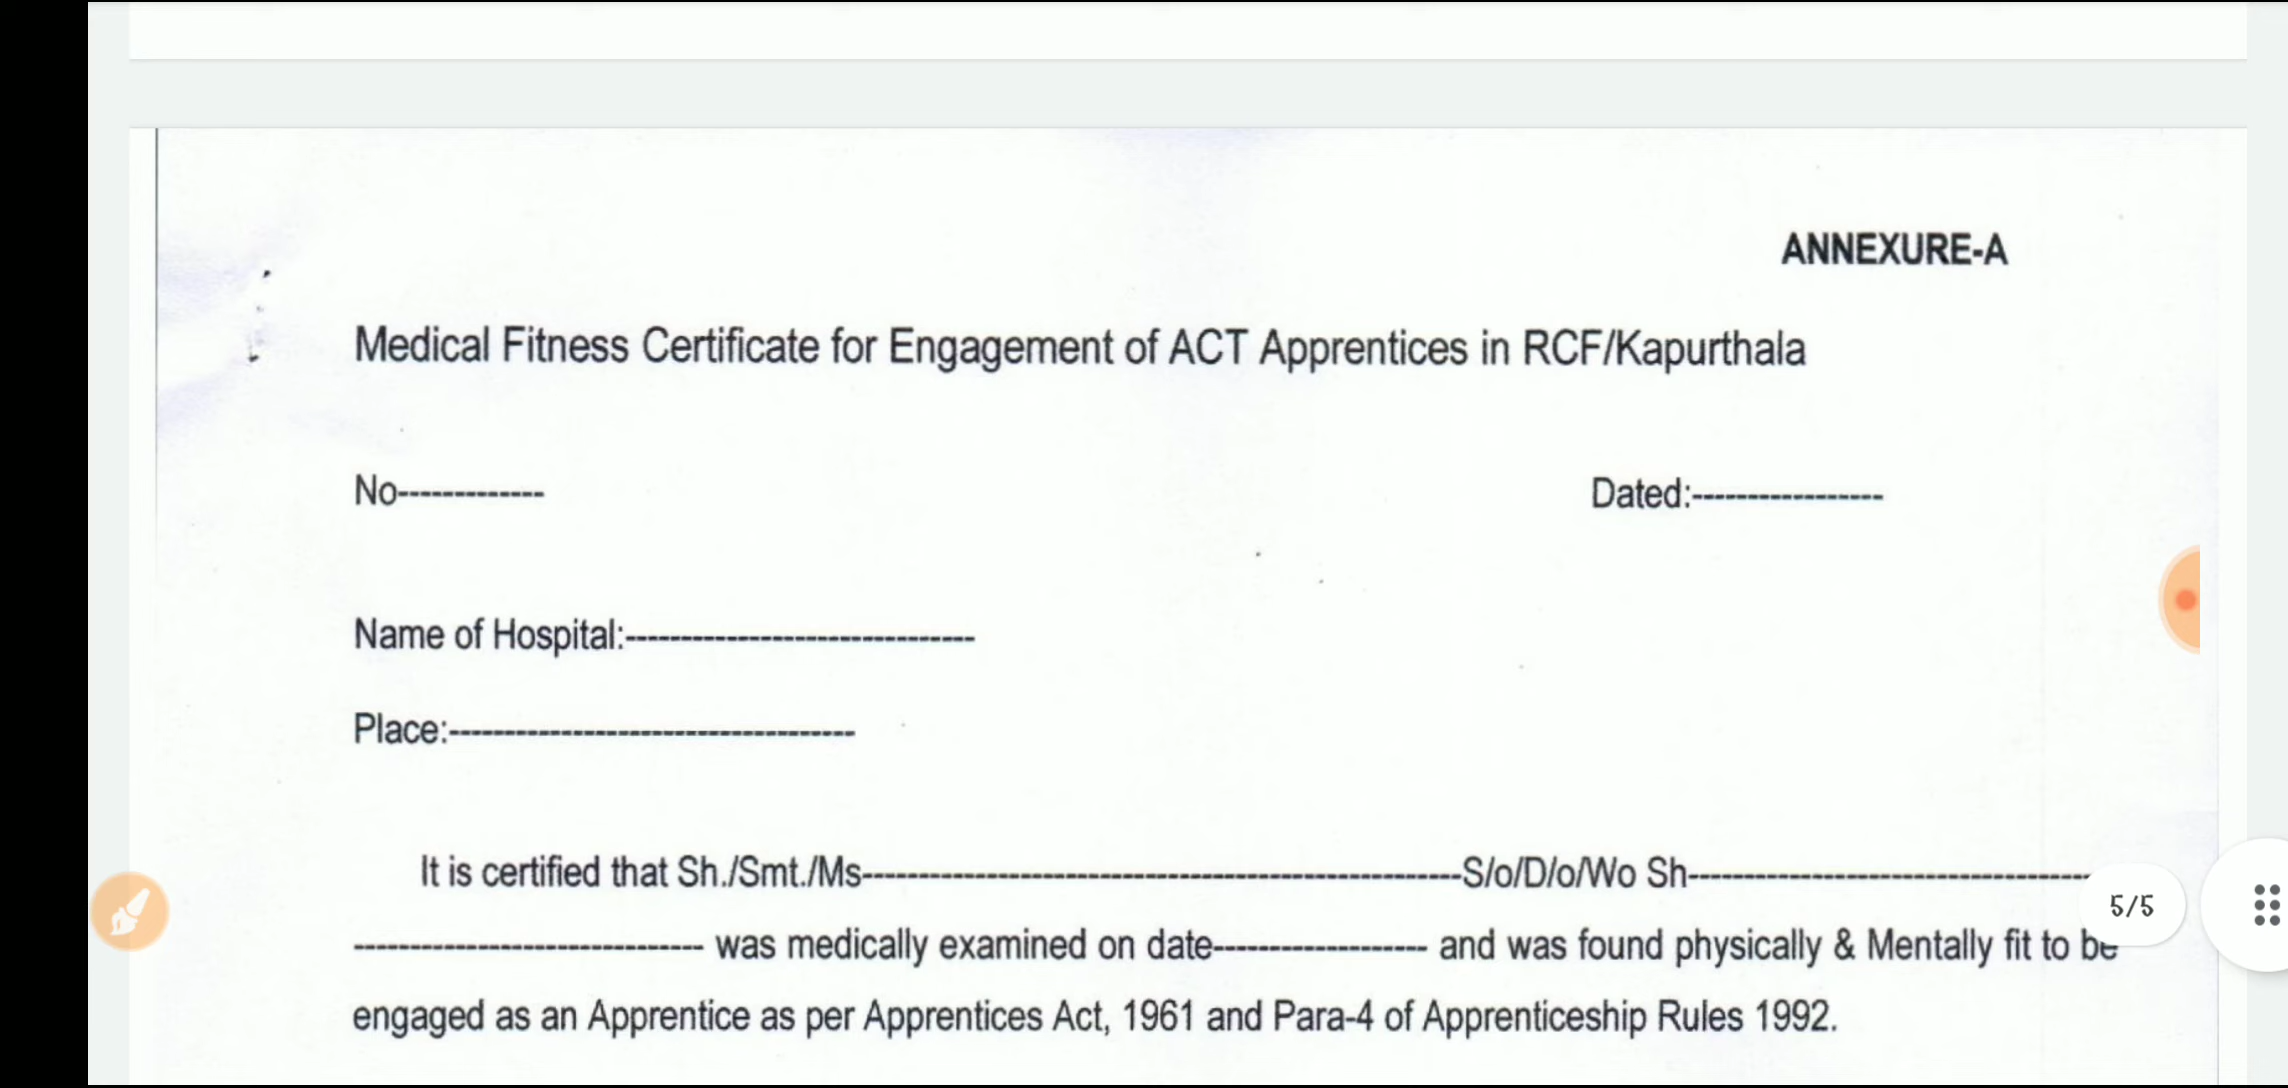 ANNEXURE-A
Medical Fitness Certificate for Engagement of ACT Apprentices in RCF/Kapurthala
No------------- Dated:-----------------
Name of Hospital:-------------------------------
Place:------------------------------------
It is certified that Sh./Smt./Ms-----------------------------------------------------S/o/D/o/Wo Sh------------------------------------
------------------------------- was medically examined on date------------------- and was found physically & Mentally fit to be
engaged as an Apprentice as per Apprentices Act, 1961 and Para-4 of Apprenticeship Rules 1992.
5/5